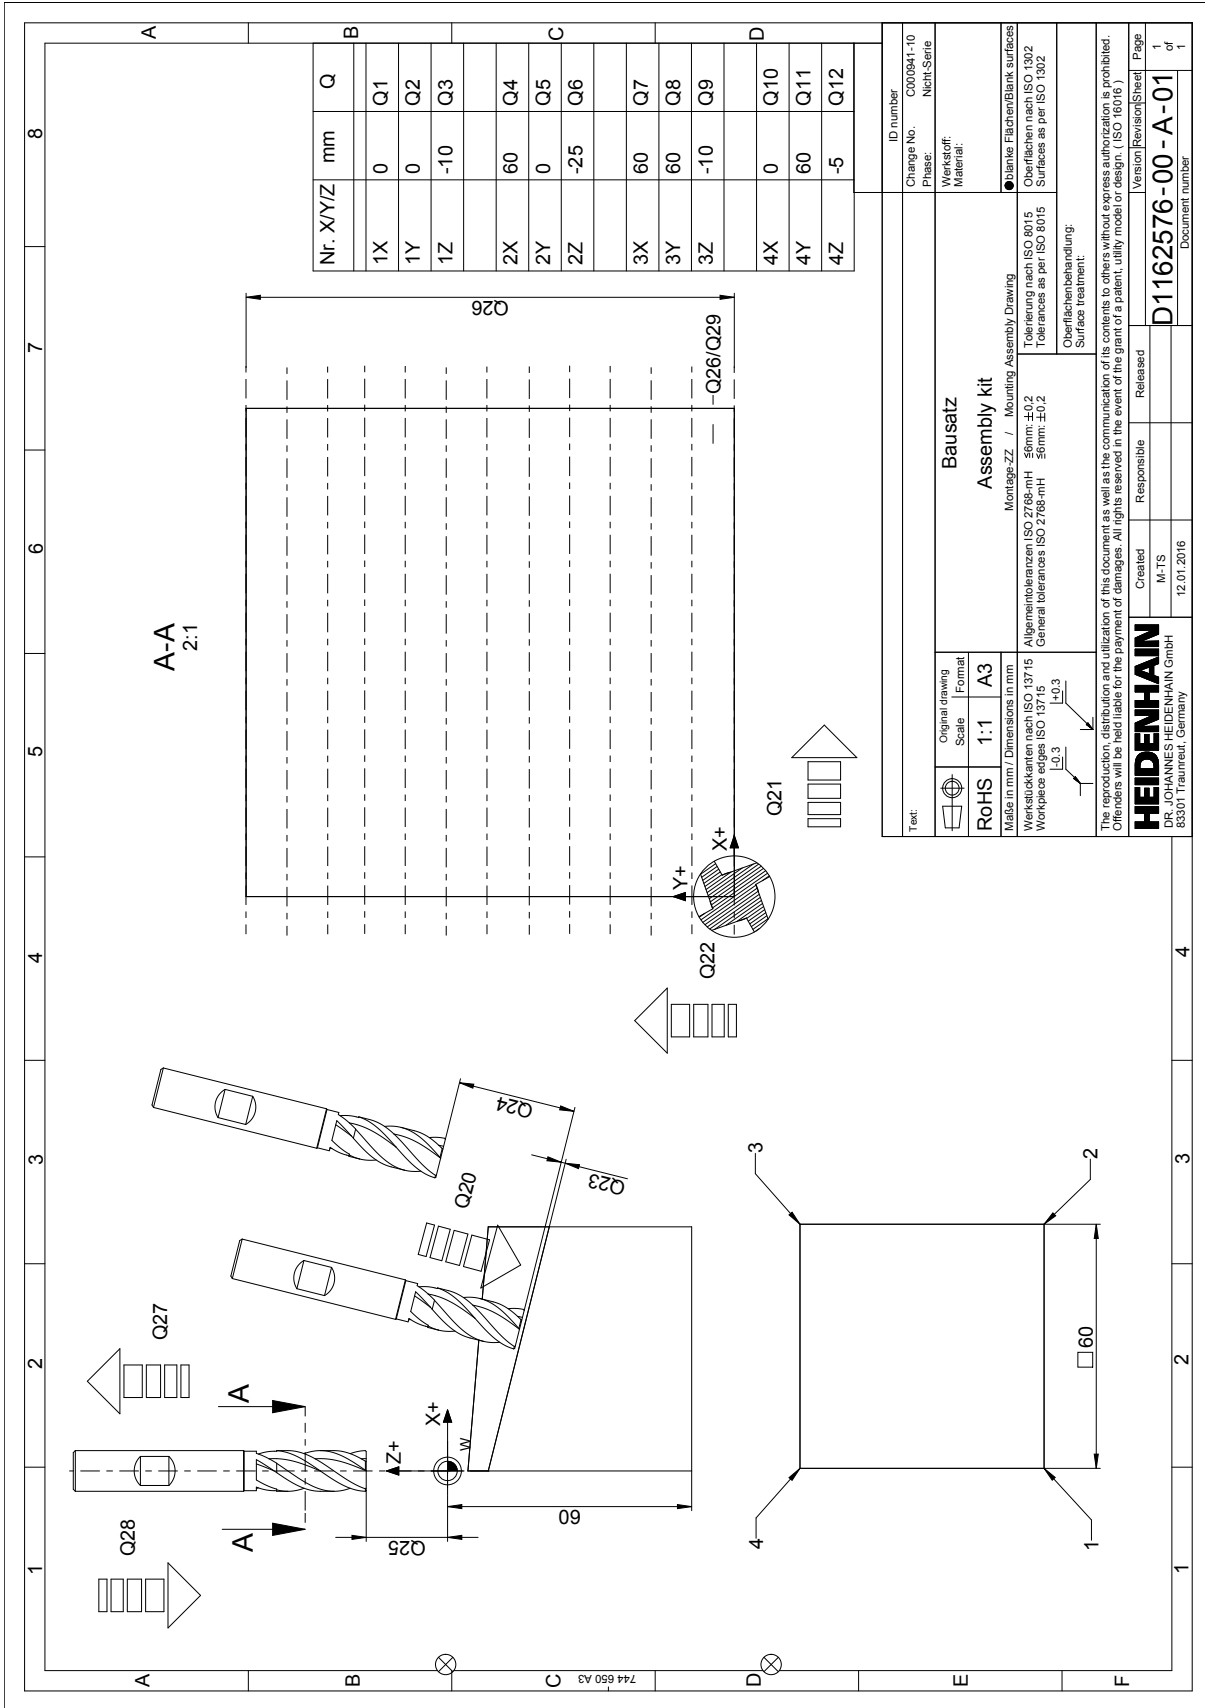 1 2 3 4 5 6 7 8
A
B
C
D
E
F
744 650 A3
A
B
C
D
4
Q28
Q27
A
A
Z+
X+
W
Q25
60
Q20
Q24
Q23
4
3
1
2
□60
A-A
2:1
Q26
Q26/Q29
Y+
X+
Q22
Q21
Nr. X/Y/Z mm Q
1X 0 Q1
1Y 0 Q2
1Z -10 Q3
2X 60 Q4
2Y 0 Q5
2Z -25 Q6
3X 60 Q7
3Y 60 Q8
3Z -10 Q9
4X 0 Q10
4Y 60 Q11
4Z -5 Q12
Text:
ID number
Change No. C000941-10
Phase: Nicht-Serie
Original drawing
Scale Format
RoHS 1:1 A3
Bausatz
Assembly kit
Werkstoff:
Material:
Maße in mm / Dimensions in mm
Montage-ZZ / Mounting Assembly Drawing
●blanke Flächen/Blank surfaces
Werkstückkanten nach ISO 13715
Workpiece edges ISO 13715
-0.3
+0.3
Allgemeintoleranzen ISO 2768-mH ≤6mm: ±0,2
General tolerances ISO 2768-mH ≤6mm: ±0,2
Tolerierung nach ISO 8015
Tolerances as per ISO 8015
Oberflächen nach ISO 1302
Surfaces as per ISO 1302
Oberflächenbehandlung:
Surface treatment:
The reproduction, distribution and utilization of this document as well as the communication of its contents to others without express authorization is prohibited.
Offenders will be held liable for the payment of damages. All rights reserved in the event of the grant of a patent, utility model or design. ( ISO 16016 )
HEIDENHAIN
DR. JOHANNES HEIDENHAIN GmbH
83301 Traunreut, Germany
Created Responsible Released
M-TS
12.01.2016
Version Revision Sheet Page
D1162576-00-A-01
Document number
1
of
1
1 2 3 4